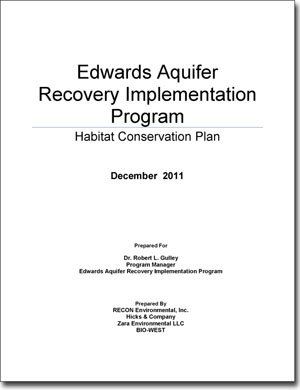 Edwards Aquifer
Recovery Implementation
Program
Habitat Conservation Plan
December 2011
Prepared For
Dr. Robert L. Gulley
Program Manager
Edwards Aquifer Recovery Implementation Program
Prepared By
RECON Environmental, Inc.
Hicks & Company
Zara Environmental LLC
BIO-WEST